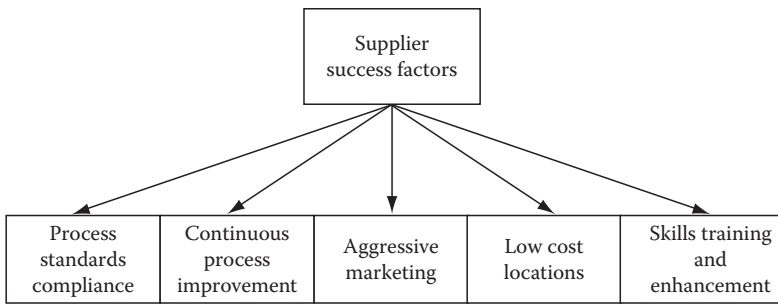 Supplier
success factors
Process
standards
compliance
Continuous
process
improvement
Aggressive
marketing
Low cost
locations
Skills training
and
enhancement